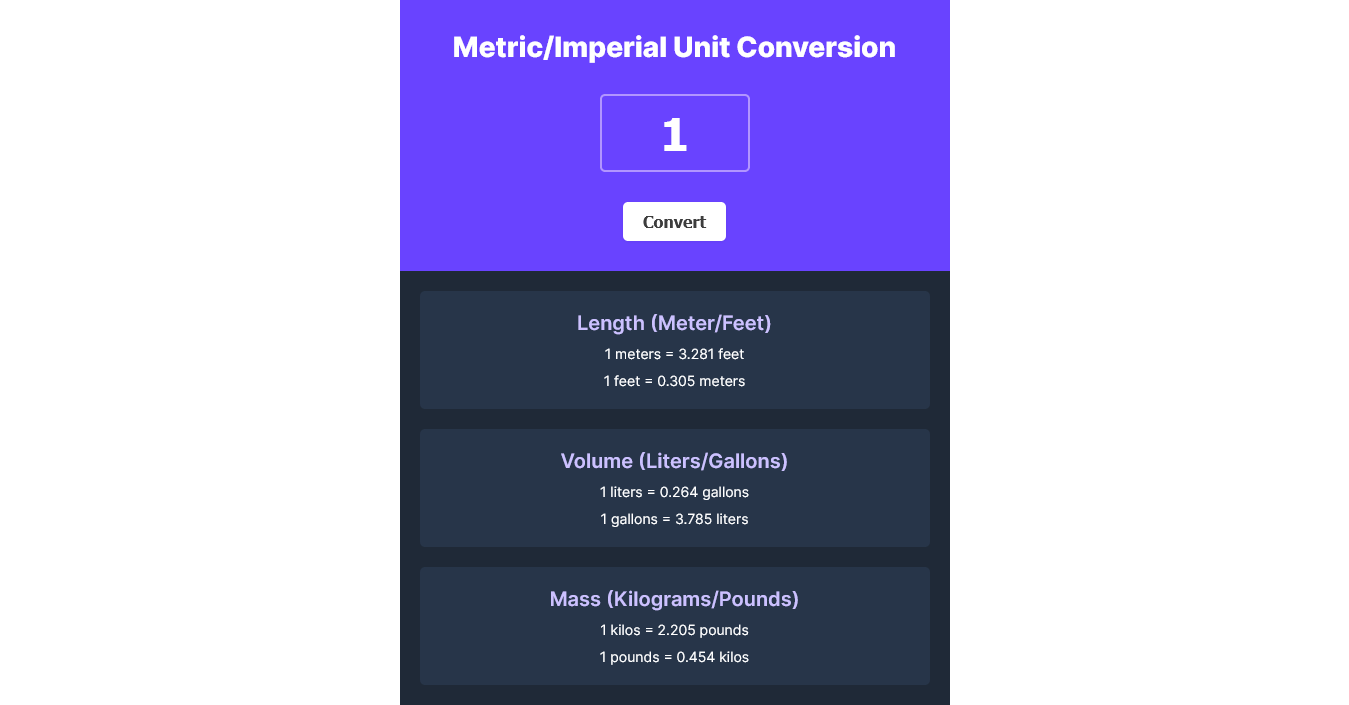 Metric/Imperial Unit Conversion
1
Convert
Length (Meter/Feet)
1 meters = 3.281 feet
1 feet = 0.305 meters
Volume (Liters/Gallons)
1 liters = 0.264 gallons
1 gallons = 3.785 liters
Mass (Kilograms/Pounds)
1 kilos = 2.205 pounds
1 pounds = 0.454 kilos